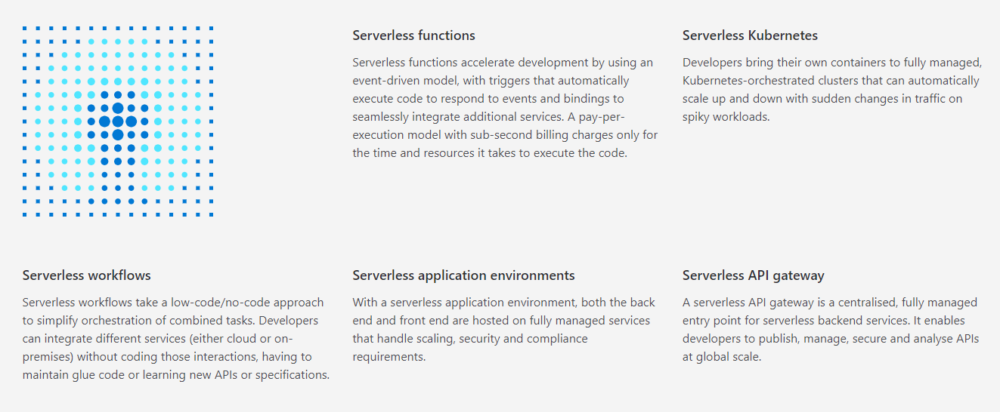 Serverless functions
Serverless functions accelerate development by using an
event-driven model, with triggers that automatically
execute code to respond to events and bindings to
seamlessly integrate additional services. A pay-per-
execution model with sub-second billing charges only for
the time and resources it takes to execute the code.
Serverless Kubernetes
Developers bring their own containers to fully managed,
Kubernetes-orchestrated clusters that can automatically
scale up and down with sudden changes in traffic on
spiky workloads.
Serverless workflows
Serverless workflows take a low-code/no-code approach
to simplify orchestration of combined tasks. Developers
can integrate different services (either cloud or on-
premises) without coding those interactions, having to
maintain glue code or learning new APIs or specifications.
Serverless application environments
With a serverless application environment, both the back
end and front end are hosted on fully managed services
that handle scaling, security and compliance
requirements.
Serverless API gateway
A serverless API gateway is a centralised, fully managed
entry point for serverless backend services. It enables
developers to publish, manage, secure and analyse APIs
at global scale.